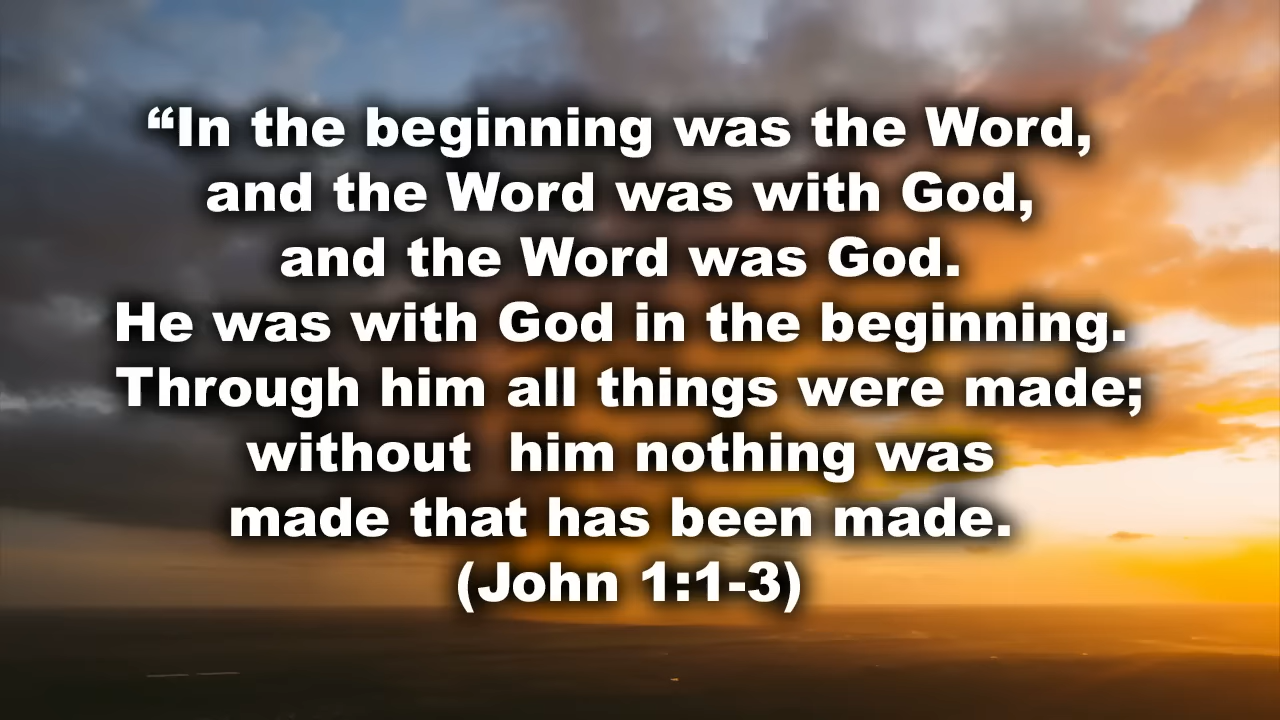 “In the beginning was the Word,
and the Word was with God,
and the Word was God.
He was with God in the beginning.
Through him all things were made;
without  him nothing was
made that has been made.
(John 1:1-3)